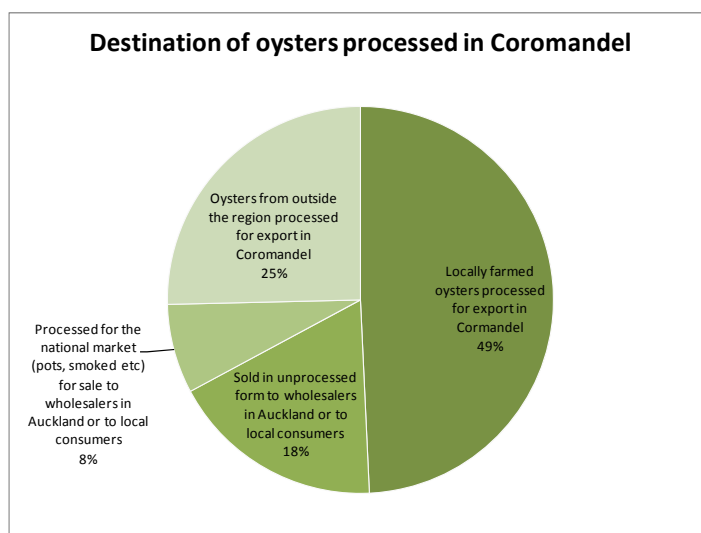 Destination of oysters processed in Coromandel
Oysters from outside
the region processed
for export in
Coromandel
25%
Locally farmed
oysters processed
for export in
Cormandel
49%
Processed for the
national market
(pots, smoked etc)
for sale to
wholesalers in
Auckland or to local
consumers
8%
Sold in unprocessed
form to wholesalers
in Auckland or to
local consumers
18%